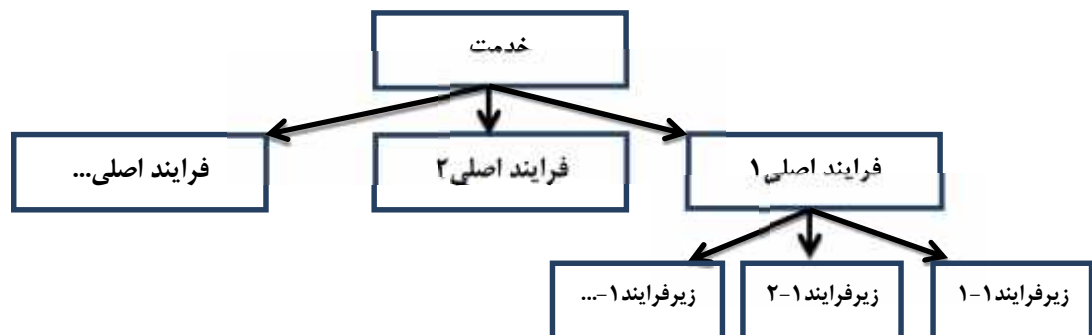 خدمت
فرایند اصلی۱
فرایند اصلی۲
فرایند اصلی...
زیرفرایند۱-۱
زیرفرایند۱-۲
زیرفرایند۱-...